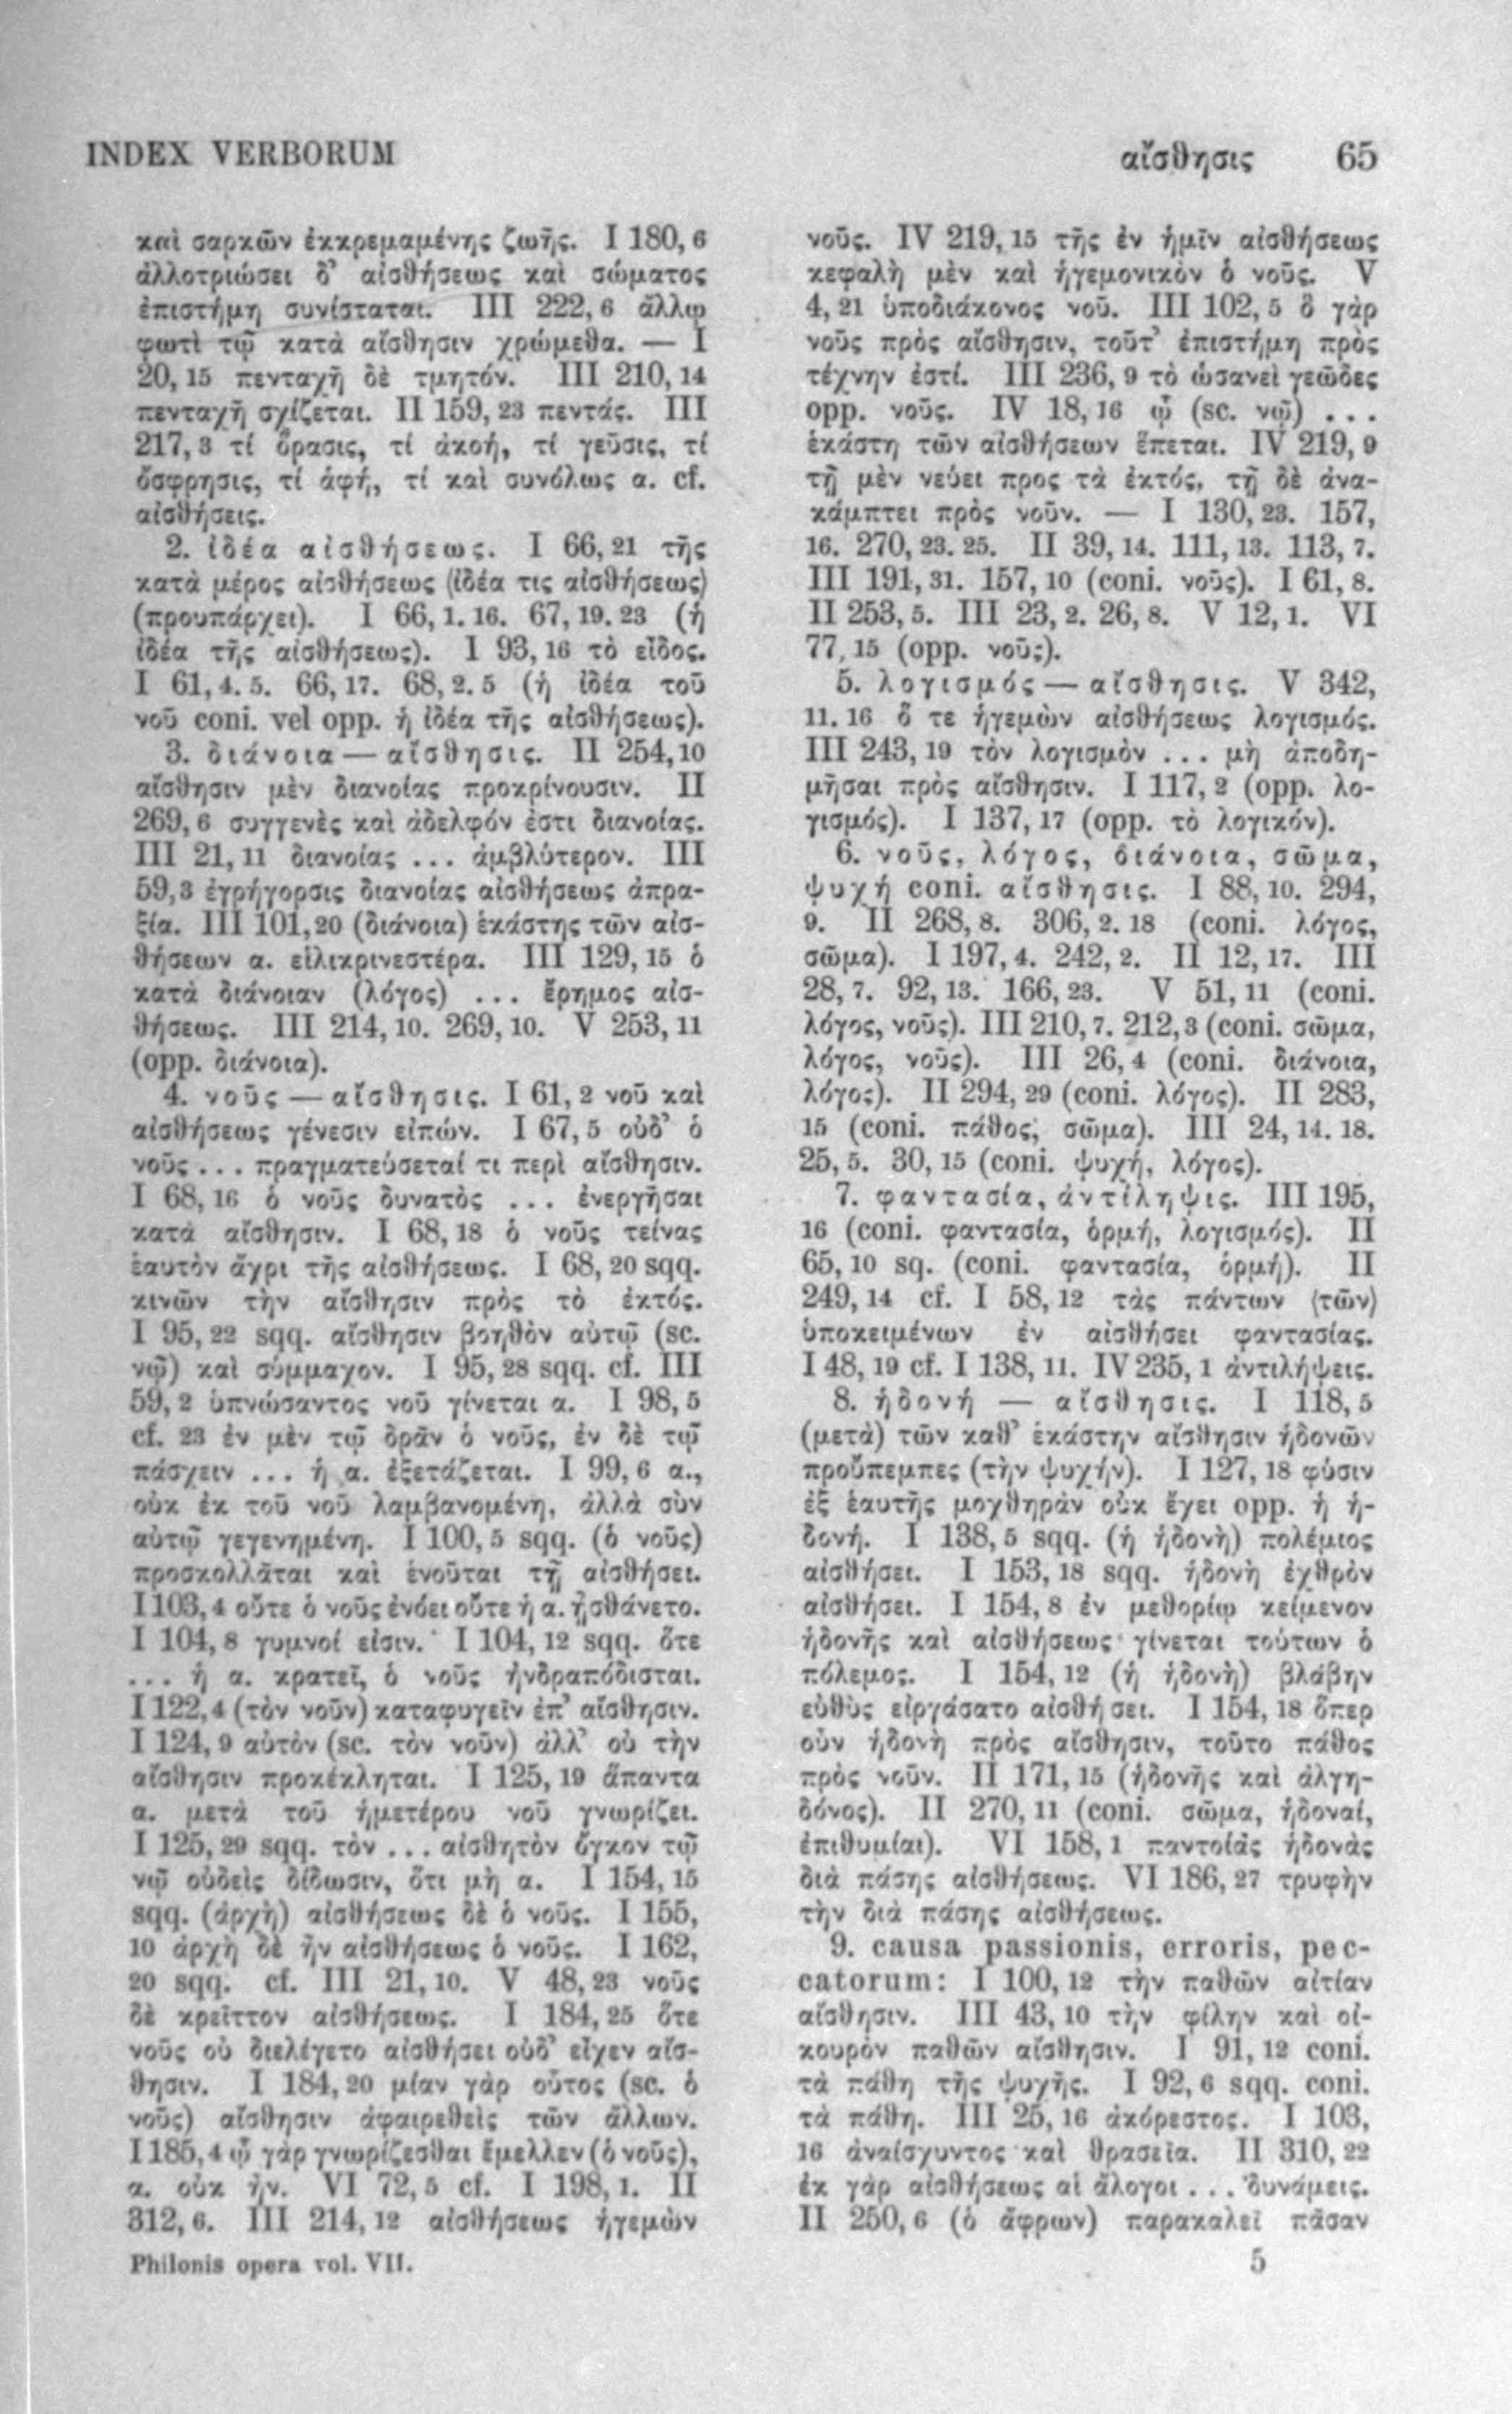 INDEX VERBORUM
αἴσθησις 65
καὶ σαρκῶν ἐκκρεμαμένης ζωῆς. I 180, 6
ἀλλοτριώσει δ’ αἰσθήσεως καὶ σώματος
ἐπιστήμη συνίσταται. III 222, 6 ἄλλῳ
φωτὶ τῷ κατὰ αἴσθησιν χρώμεθα. — I
20, 15 πενταχῆ δὲ τμητόν. III 210, 14
πενταχῆ σχίζεται. II 159, 23 πεντάς. III
217, 3 τί ὅρασις, τί ἀκοή, τί γεῦσις, τί
ὄσφρησις, τί ἁφή, τί καὶ συνόλως α. cf.
αἰσθήσεις.
2. ἰδέα αἰσθήσεως. I 66, 21 τῆς
κατὰ μέρος αἰσθήσεως (ἰδέα τις αἰσθήσεως)
(προυπάρχει). I 66, 1. 16. 67, 19. 23 (ἡ
ἰδέα τῆς αἰσθήσεως). I 93, 16 τὸ εἶδος.
I 61, 4. 5. 66, 17. 68, 2. 5 (ἡ ἰδέα τοῦ
νοῦ coni. vel opp. ἡ ἰδέα τῆς αἰσθήσεως).
3. διάνοια — αἴσθησις. II 254, 10
αἴσθησιν μὲν διανοίας προκρίνουσιν. II
269, 6 συγγενὲς καὶ ἀδελφόν ἐστι διανοίας.
III 21, 11 διανοίας ... ἀμβλύτερον. III
59, 3 ἐγρήγορσις διανοίας αἰσθήσεως ἀπρα-
ξία. III 101, 20 (διάνοια) ἑκάστης τῶν αἰσ-
θήσεων α. εἰλικρινεστέρα. III 129, 15 ὁ
κατὰ διάνοιαν (λόγος) ... ἔρημος αἰσ-
θήσεως. III 214, 10. 269, 10. V 253, 11
(opp. διάνοια).
4. νοῦς — αἴσθησις. I 61, 2 νοῦ καὶ
αἰσθήσεως γένεσιν εἰπών. I 67, 5 οὐδ’ ὁ
νοῦς ... πραγματεύσεταί τι περὶ αἴσθησιν.
I 68, 16 ὁ νοῦς δυνατὸς ... ἐνεργῆσαι
κατὰ αἴσθησιν. I 68, 18 ὁ νοῦς τείνας
ἑαυτὸν ἄχρι τῆς αἰσθήσεως. I 68, 20 sqq.
κινῶν τὴν αἴσθησιν πρὸς τὸ ἐκτός.
I 95, 22 sqq. αἴσθησιν βοηθὸν αὐτῷ (sc.
νῷ) καὶ σύμμαχον. I 95, 28 sqq. cf. III
59, 2 ὑπνώσαντος νοῦ γίνεται α. I 98, 5
cf. 23 ἐν μὲν τῷ δρᾶν ὁ νοῦς, ἐν δὲ τῷ
πάσχειν ... ἡ α. ἐξετάζεται. I 99, 6 α.,
οὐκ ἐκ τοῦ νοῦ λαμβανομένη, ἀλλὰ σὺν
αὐτῷ γεγενημένη. I 100, 5 sqq. (ὁ νοῦς)
προσκολλᾶται καὶ ἑνοῦται τῇ αἰσθήσει.
I 103, 4 οὔτε ὁ νοῦς ἐνόει οὔτε ἡ α. ᾐσθάνετο.
I 104, 8 γυμνοί εἰσιν. I 104, 12 sqq. ὅτε
... ἡ α. κρατεῖ, ὁ νοῦς ἠνδραπόδισται.
I 122, 4 (τὸν νοῦν) καταφυγεῖν ἐπ’ αἴσθησιν.
I 124, 9 αὐτὸν (sc. τὸν νοῦν) ἀλλ’ οὐ τὴν
αἴσθησιν προκέκληται. I 125, 19 ἅπαντα
α. μετὰ τοῦ ἡμετέρου νοῦ γνωρίζει.
I 125, 29 sqq. τὸν ... αἰσθητὸν ὄγκον τῷ
νῷ οὐδεὶς δίδωσιν, ὅτι μὴ α. I 154, 15
sqq. (ἀρχὴ) αἰσθήσεως δὲ ὁ νοῦς. I 155,
10 ἀρχὴ δὲ ἦν αἰσθήσεως ὁ νοῦς. I 162,
20 sqq. cf. III 21, 10. V 48, 23 νοῦς
δὲ κρεῖττον αἰσθήσεως. I 184, 25 ὅτε
νοῦς οὐ διελέγετο αἰσθήσει οὐδ’ εἶχεν αἴσ-
θησιν. I 184, 20 μίαν γὰρ οὗτος (sc. ὁ
νοῦς) αἴσθησιν ἀφαιρεθεὶς τῶν ἄλλων.
I 185, 4 ᾧ γὰρ γνωρίζεσθαι ἔμελλεν (ὁ νοῦς),
α. οὐκ ἦν. VI 72, 5 cf. I 198, 1. II
312, 6. III 214, 12 αἰσθήσεως ἡγεμὼν
Philonis opera vol. VII.
νοῦς. IV 219, 15 τῆς ἐν ἡμῖν αἰσθήσεως
κεφαλὴ μὲν καὶ ἡγεμονικὸν ὁ νοῦς. V
4, 21 ὑποδιάκονος νοῦ. III 102, 5 ὃ γὰρ
νοῦς πρὸς αἴσθησιν, τοῦτ’ ἐπιστήμη πρὸς
τέχνην ἐστί. III 236, 9 τὸ ὡσανεὶ γεῶδες
opp. νοῦς. IV 18, 16 ᾧ (sc. νῷ) ...
ἑκάστη τῶν αἰσθήσεων ἕπεται. IV 219, 9
τῇ μὲν νεύει προς τὰ ἐκτός, τῇ δὲ ἀνα-
κάμπτει πρὸς νοῦν. — I 130, 23. 157,
16. 270, 23. 25. II 39, 14. 111, 13. 113, 7.
III 191, 31. 157, 10 (coni. νοῦς). I 61, 8.
II 253, 5. III 23, 2. 26, 8. V 12, 1. VI
77, 15 (opp. νοῦς).
5. λογισμός — αἴσθησις. V 342,
11. 16 ὅ τε ἡγεμὼν αἰσθήσεως λογισμός.
III 243, 19 τὸν λογισμὸν ... μὴ ἀποδη-
μῆσαι πρὸς αἴσθησιν. I 117, 2 (opp. λο-
γισμός). I 137, 17 (opp. τὸ λογικόν).
6. νοῦς, λόγος, διάνοια, σῶμα,
ψυχή coni. αἴσθησις. I 88, 10. 294,
9. II 268, 8. 306, 2. 18 (coni. λόγος,
σῶμα). I 197, 4. 242, 2. II 12, 17. III
28, 7. 92, 13. 166, 23. V 51, 11 (coni.
λόγος, νοῦς). III 210, 7. 212, 3 (coni. σῶμα,
λόγος, νοῦς). III 26, 4 (coni. διάνοια,
λόγος). II 294, 29 (coni. λόγος). II 283,
15 (coni. πάθος, σῶμα). III 24, 14. 18.
25, 5. 30, 15 (coni. ψυχή, λόγος).
7. φαντασία, ἀντίληψις. III 195,
16 (coni. φαντασία, ὁρμή, λογισμός). II
65, 10 sq. (coni. φαντασία, ὁρμή). II
249, 14 cf. I 58, 12 τὰς πάντων (τῶν)
ὑποκειμένων ἐν αἰσθήσει φαντασίας.
I 48, 19 cf. I 138, 11. IV 235, 1 ἀντιλήψεις.
8. ἡδονή — αἴσθησις. I 118, 5
(μετὰ) τῶν καθ’ ἑκάστην αἴσθησιν ἡδονῶν
προὔπεμπες (τὴν ψυχήν). I 127, 18 φύσιν
ἐξ ἑαυτῆς μοχθηρὰν οὐκ ἔχει opp. ἡ ἡ-
δονή. I 138, 5 sqq. (ἡ ἡδονὴ) πολέμιος
αἰσθήσει. I 153, 18 sqq. ἡδονὴ ἐχθρὸν
αἰσθήσει. I 154, 8 ἐν μεθορίῳ κείμενον
ἡδονῆς καὶ αἰσθήσεως γίνεται τούτων ὁ
πόλεμος. I 154, 12 (ἡ ἡδονὴ) βλάβην
εὐθὺς εἰργάσατο αἰσθήσει. I 154, 18 ὅπερ
οὖν ἡδονὴ πρὸς αἴσθησιν, τοῦτο πάθος
πρὸς νοῦν. II 171, 15 (ἡδονῆς καὶ ἀλγη-
δόνος). II 270, 11 (coni. σῶμα, ἡδοναί,
ἐπιθυμίαι). VI 158, 1 παντοίας ἡδονὰς
διὰ πάσης αἰσθήσεως. VI 186, 27 τρυφὴν
τὴν διὰ πάσης αἰσθήσεως.
9. causa passionis, erroris, pec-
catorum: I 100, 12 τὴν παθῶν αἰτίαν
αἴσθησιν. III 43, 10 τὴν φίλην καὶ οἰ-
κουρὸν παθῶν αἴσθησιν. I 91, 12 coni.
τὰ πάθη τῆς ψυχῆς. I 92, 6 sqq. coni.
τὰ πάθη. III 25, 16 ἀκόρεστος. I 103,
16 ἀναίσχυντος καὶ θρασεῖα. II 310, 22
ἐκ γὰρ αἰσθήσεως αἱ ἄλογοι ... δυνάμεις.
II 250, 6 (ὁ ἄφρων) παρακαλεῖ πᾶσαν
5